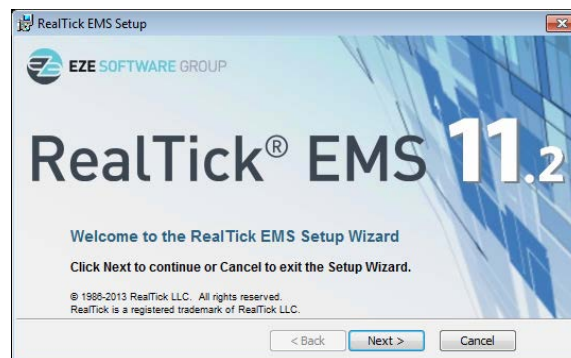 RealTick EMS Setup
EZE SOFTWARE GROUP
RealTick® EMS 11.2
Welcome to the RealTick EMS Setup Wizard
Click Next to continue or Cancel to exit the Setup Wizard.
© 1986-2013 RealTick LLC. All rights reserved.
RealTick is a registered trademark of RealTick LLC.
< Back Next > Cancel